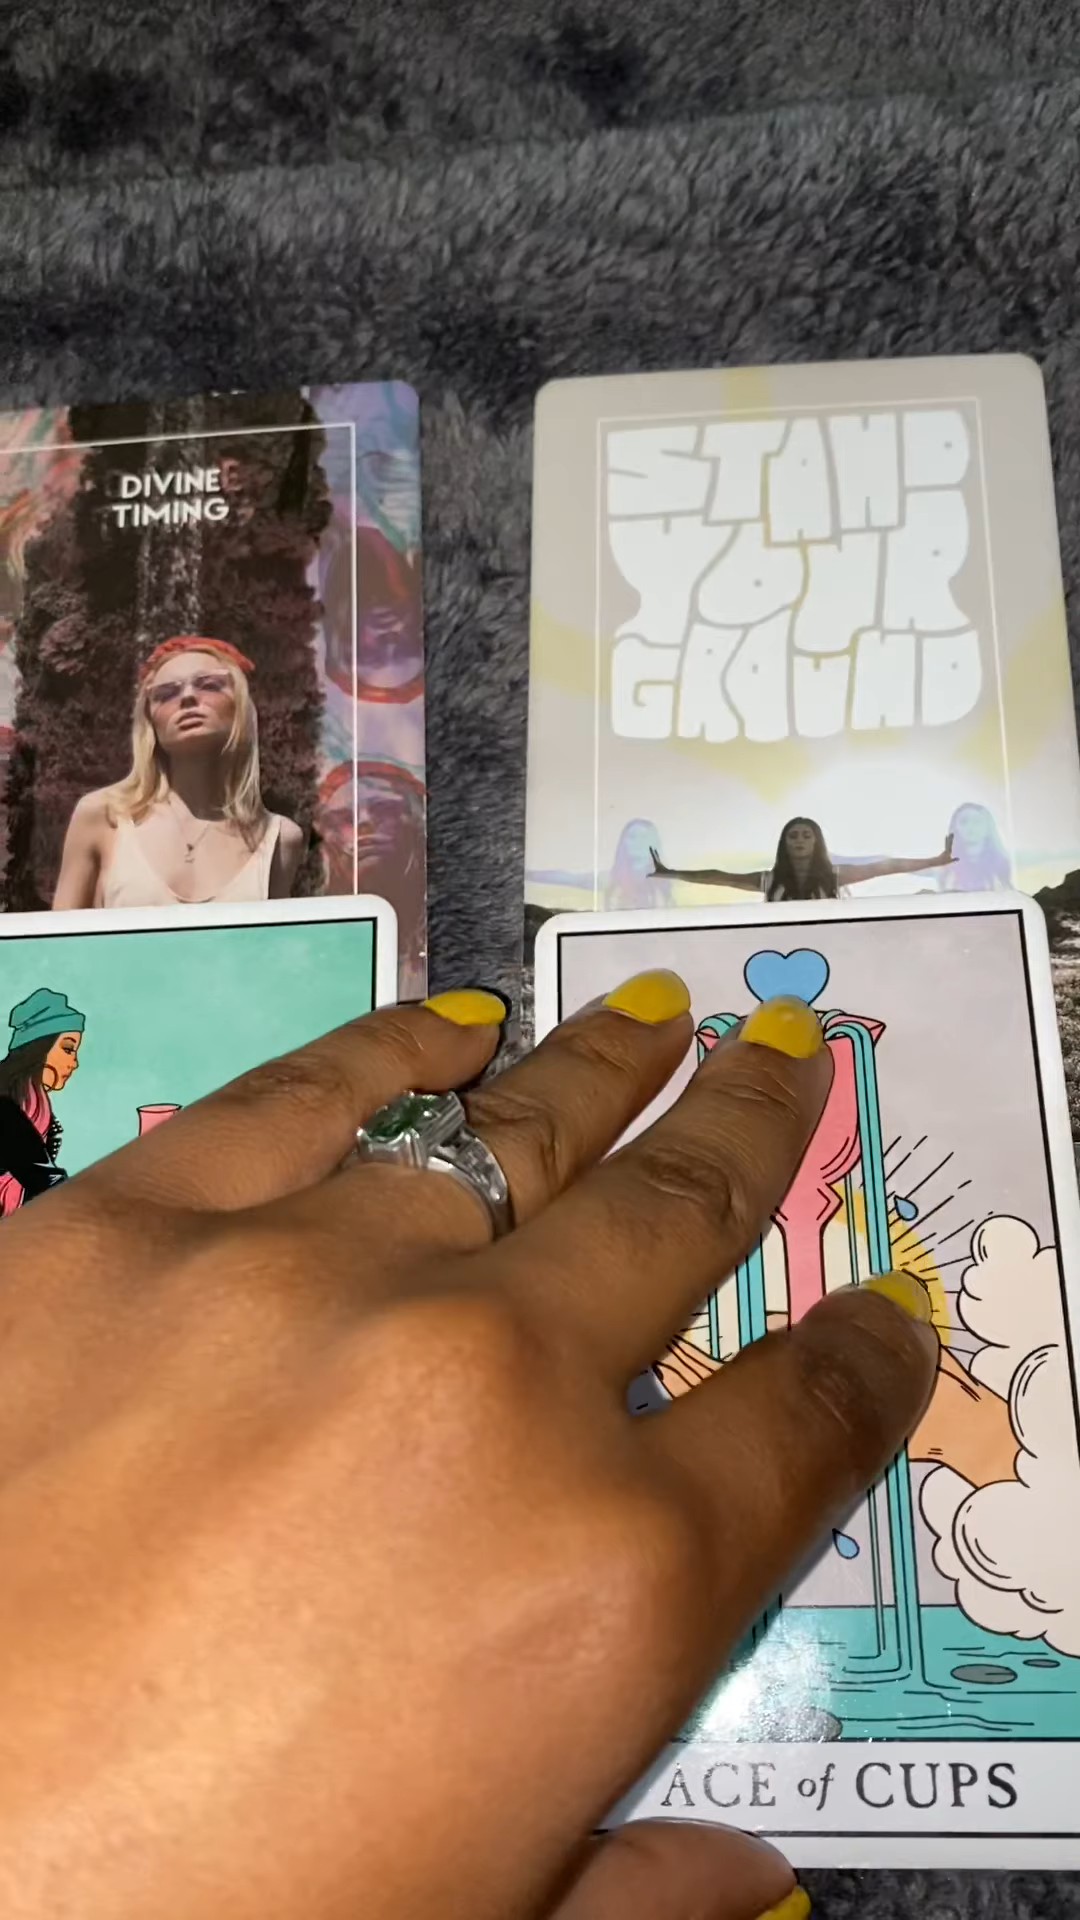 DIVINE
TIMING
STAND
YOUR
GROUND
ACE of CUPS